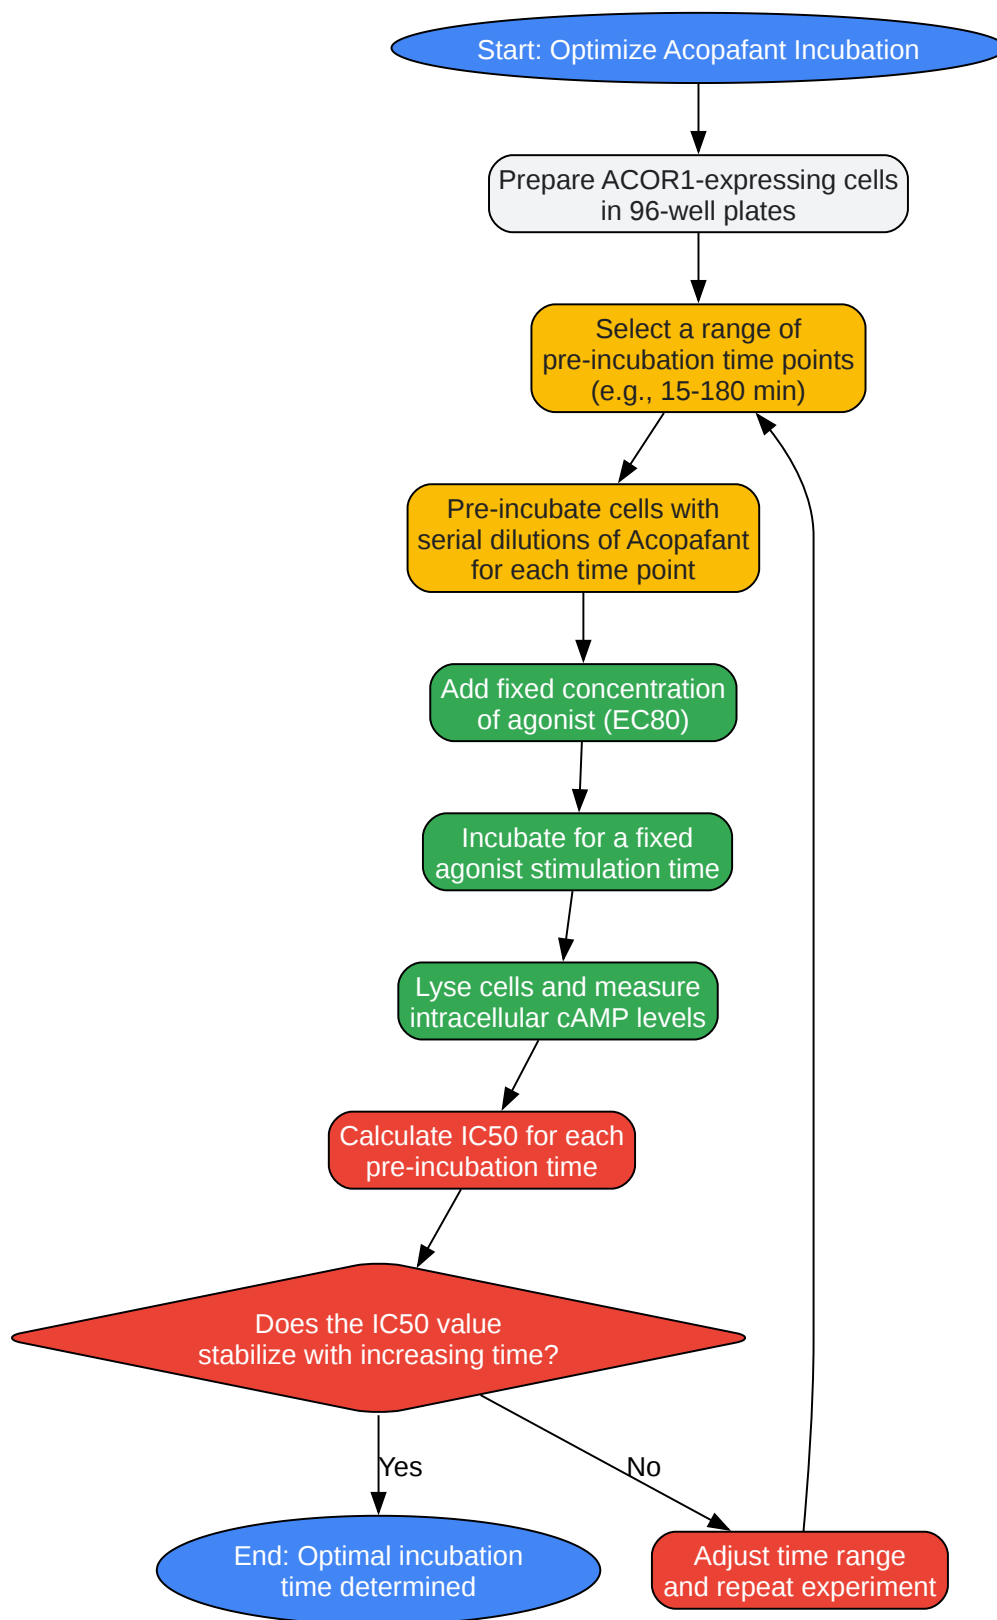 Start: Optimize Acopafant Incubation
Prepare ACOR1-expressing cells
in 96-well plates
Select a range of
pre-incubation time points
(e.g., 15-180 min)
Pre-incubate cells with
serial dilutions of Acopafant
for each time point
Add fixed concentration
of agonist (EC80)
Incubate for a fixed
agonist stimulation time
Lyse cells and measure
intracellular cAMP levels
Calculate IC50 for each
pre-incubation time
Does the IC50 value
stabilize with increasing time?
Yes
No
End: Optimal incubation
time determined
Adjust time range
and repeat experiment